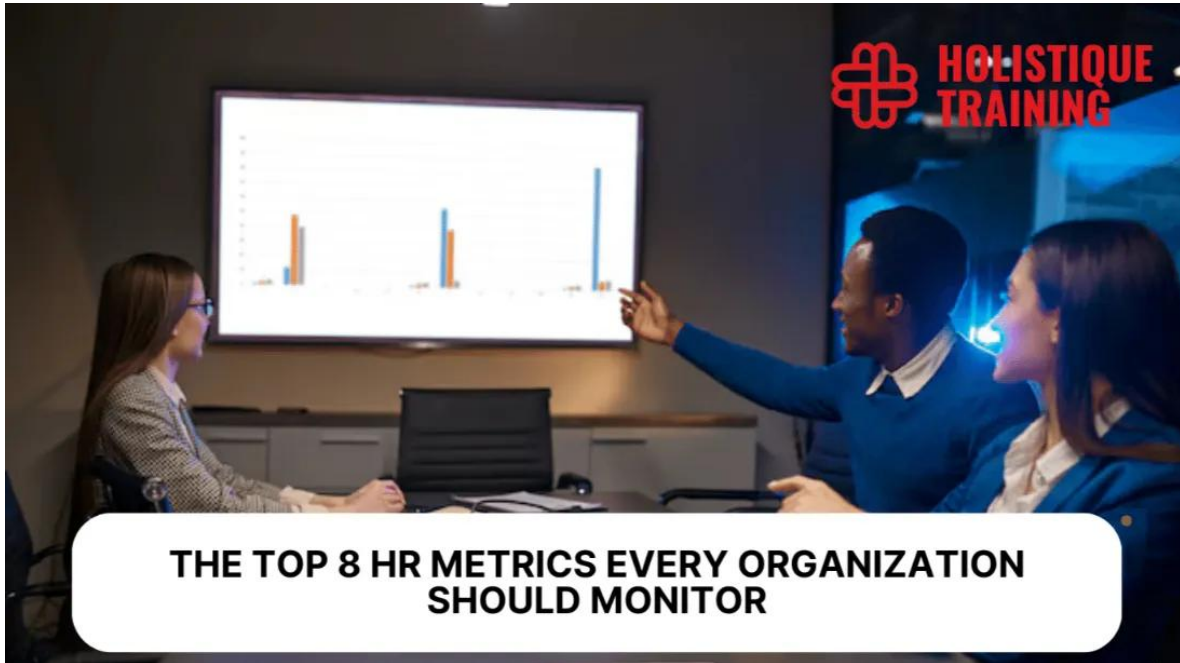 HOLISTIQUE
TRAINING
THE TOP 8 HR METRICS EVERY ORGANIZATION
SHOULD MONITOR